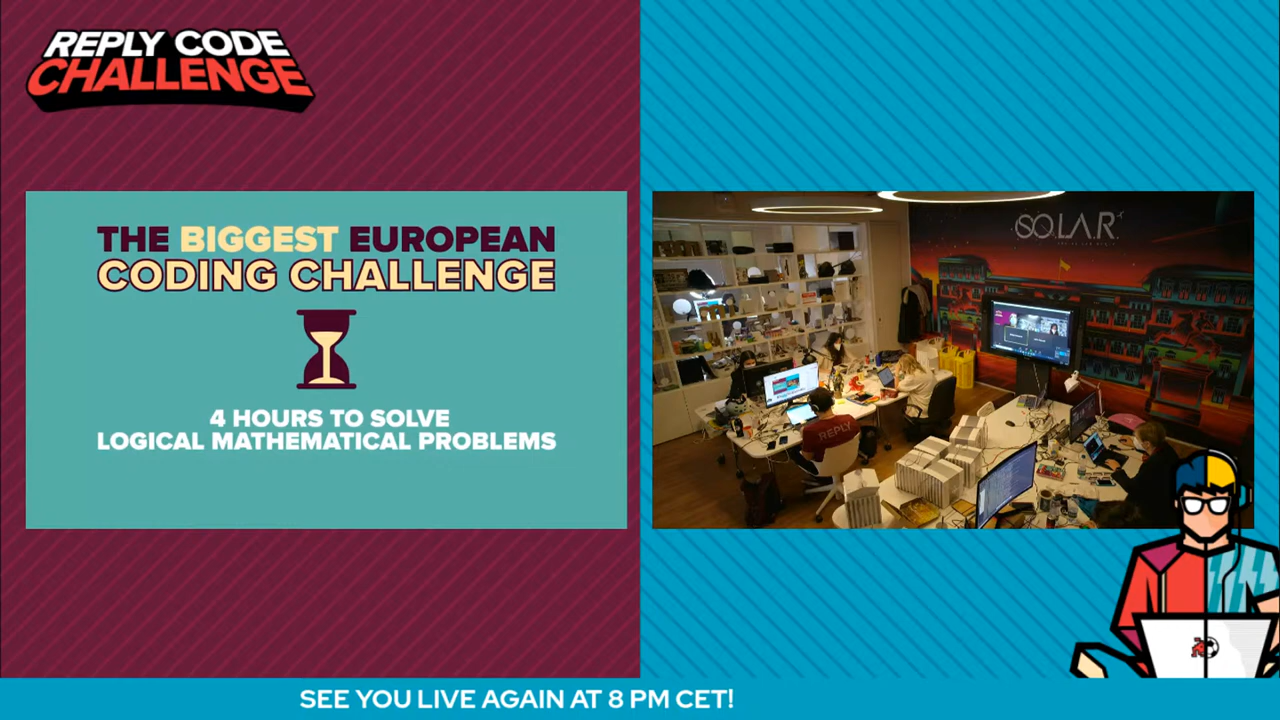 REPLY CODE
CHALLENGE
THE BIGGEST EUROPEAN
CODING CHALLENGE
4 HOURS TO SOLVE
LOGICAL MATHEMATICAL PROBLEMS
SOLAR
REPLY
SEE YOU LIVE AGAIN AT 8 PM CET!